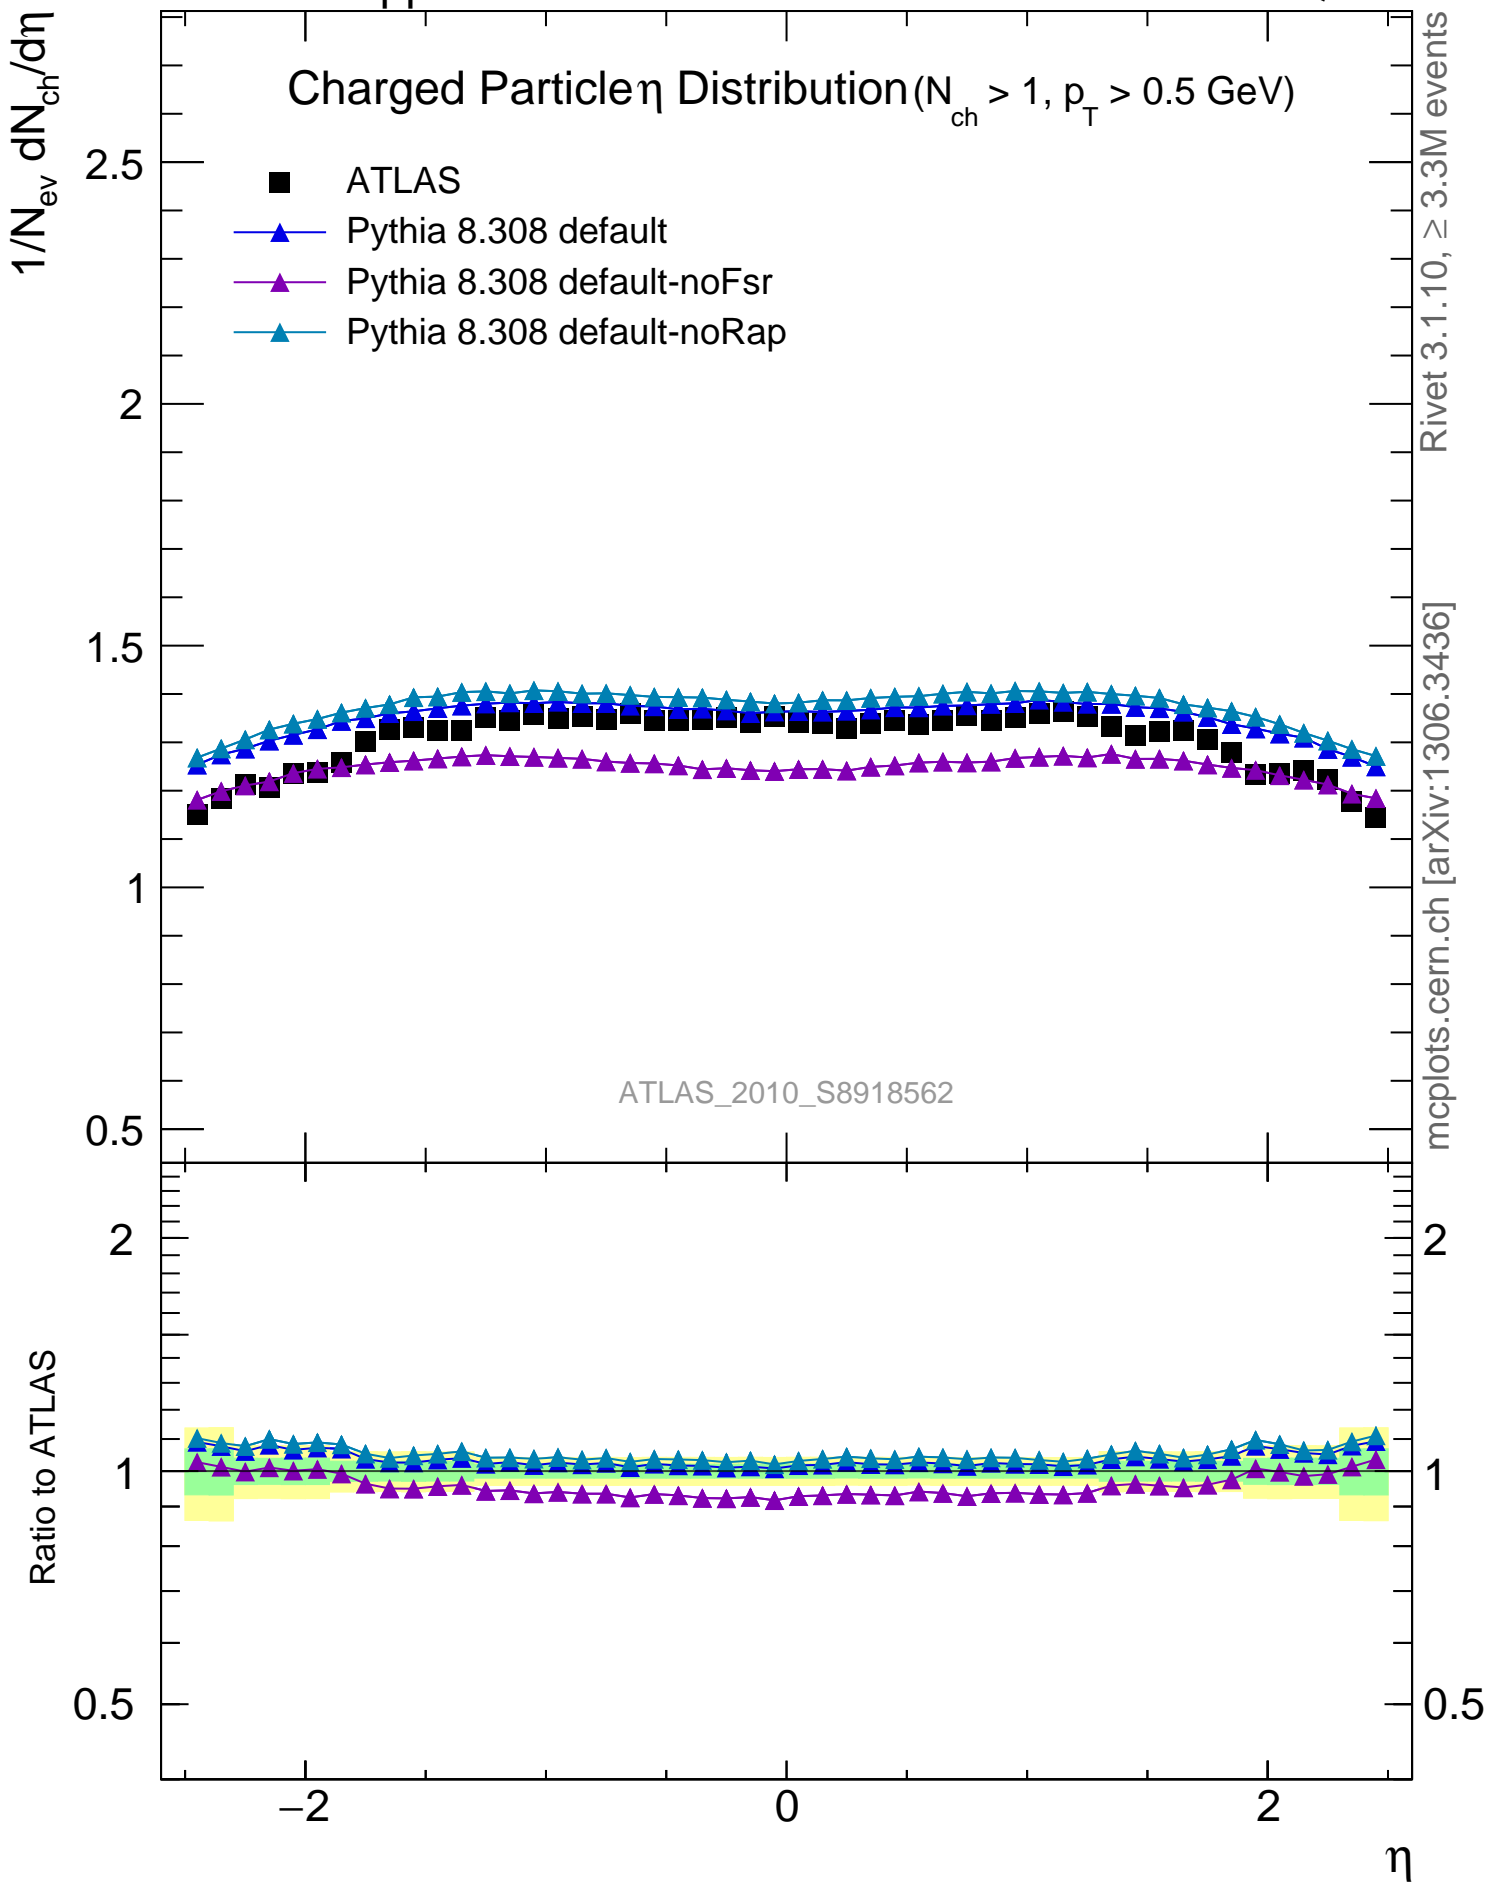 1/N_ev dN_ch/dη
Charged Particle η Distribution (N_ch > 1, p_T > 0.5 GeV)
ATLAS
Pythia 8.308 default
Pythia 8.308 default-noFsr
Pythia 8.308 default-noRap
2.5
2
1.5
1
0.5
ATLAS_2010_S8918562
Rivet 3.1.10, ≥ 3.3M events
mcplots.cern.ch [arXiv:1306.3436]
Ratio to ATLAS
2
1
0.5
2
1
0.5
−2
0
2
η